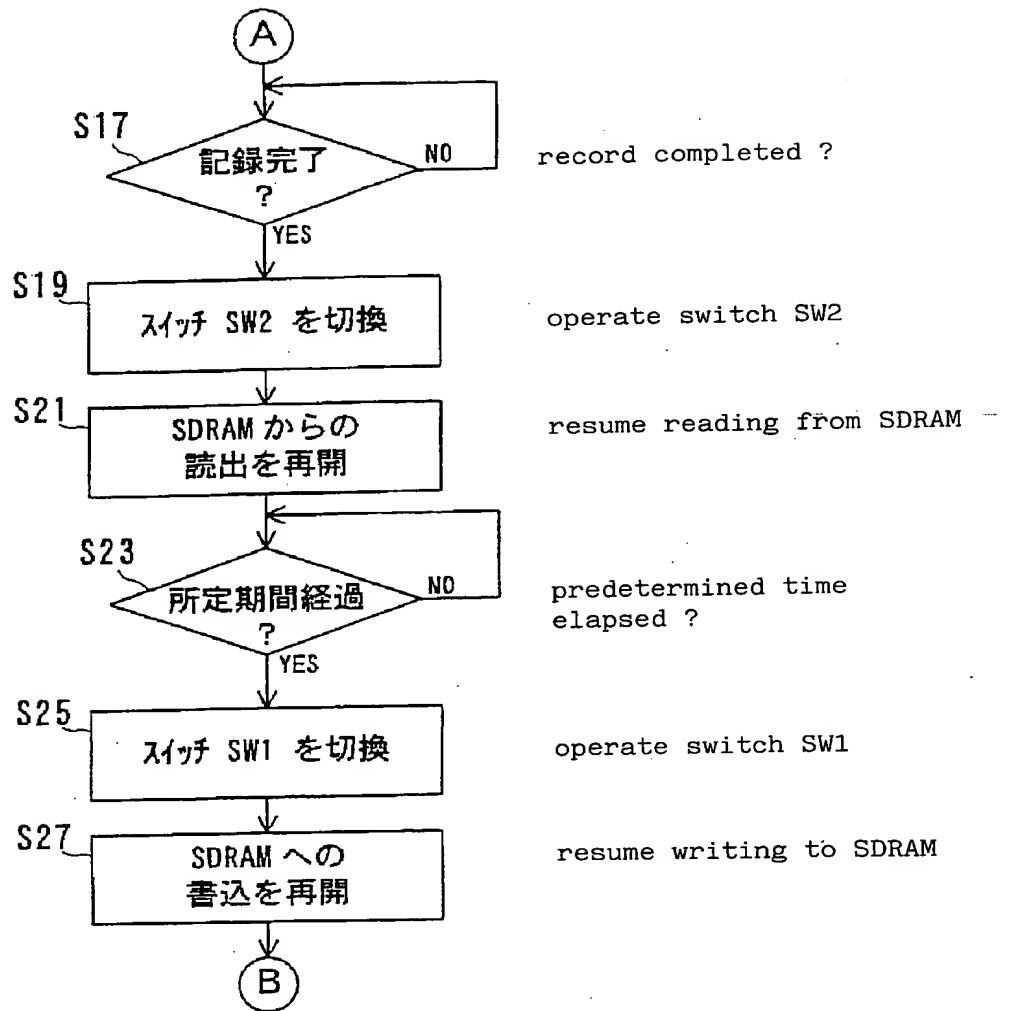 A
S17
記録完了
?
NO
record completed ?
YES
S19
スイッチ SW2 を切換
operate switch SW2
S21
SDRAM からの
読出を再開
resume reading from SDRAM
S23
所定期間経過
?
NO
predetermined time
elapsed ?
YES
S25
スイッチ SW1 を切換
operate switch SW1
S27
SDRAM への
書込を再開
resume writing to SDRAM
B